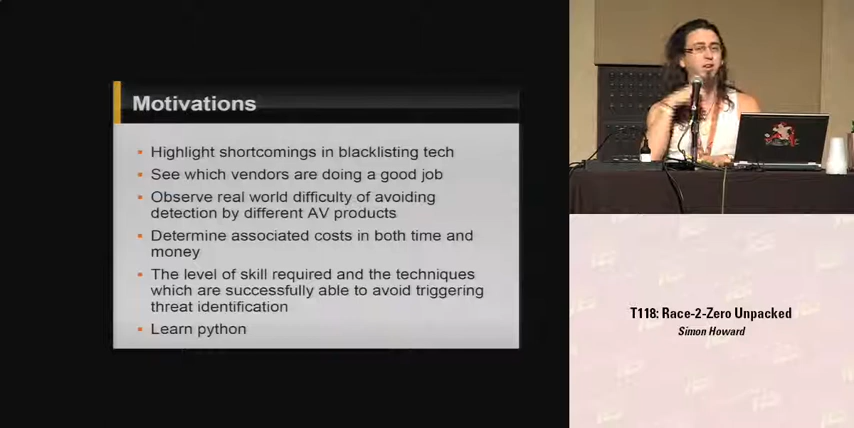 Motivations
Highlight shortcomings in blacklisting tech
See which vendors are doing a good job
Observe real world difficulty of avoiding
detection by different AV products
Determine associated costs in both time and
money
The level of skill required and the techniques
which are successfully able to avoid triggering
threat identification
Learn python
T118: Race-2-Zero Unpacked
Simon Howard